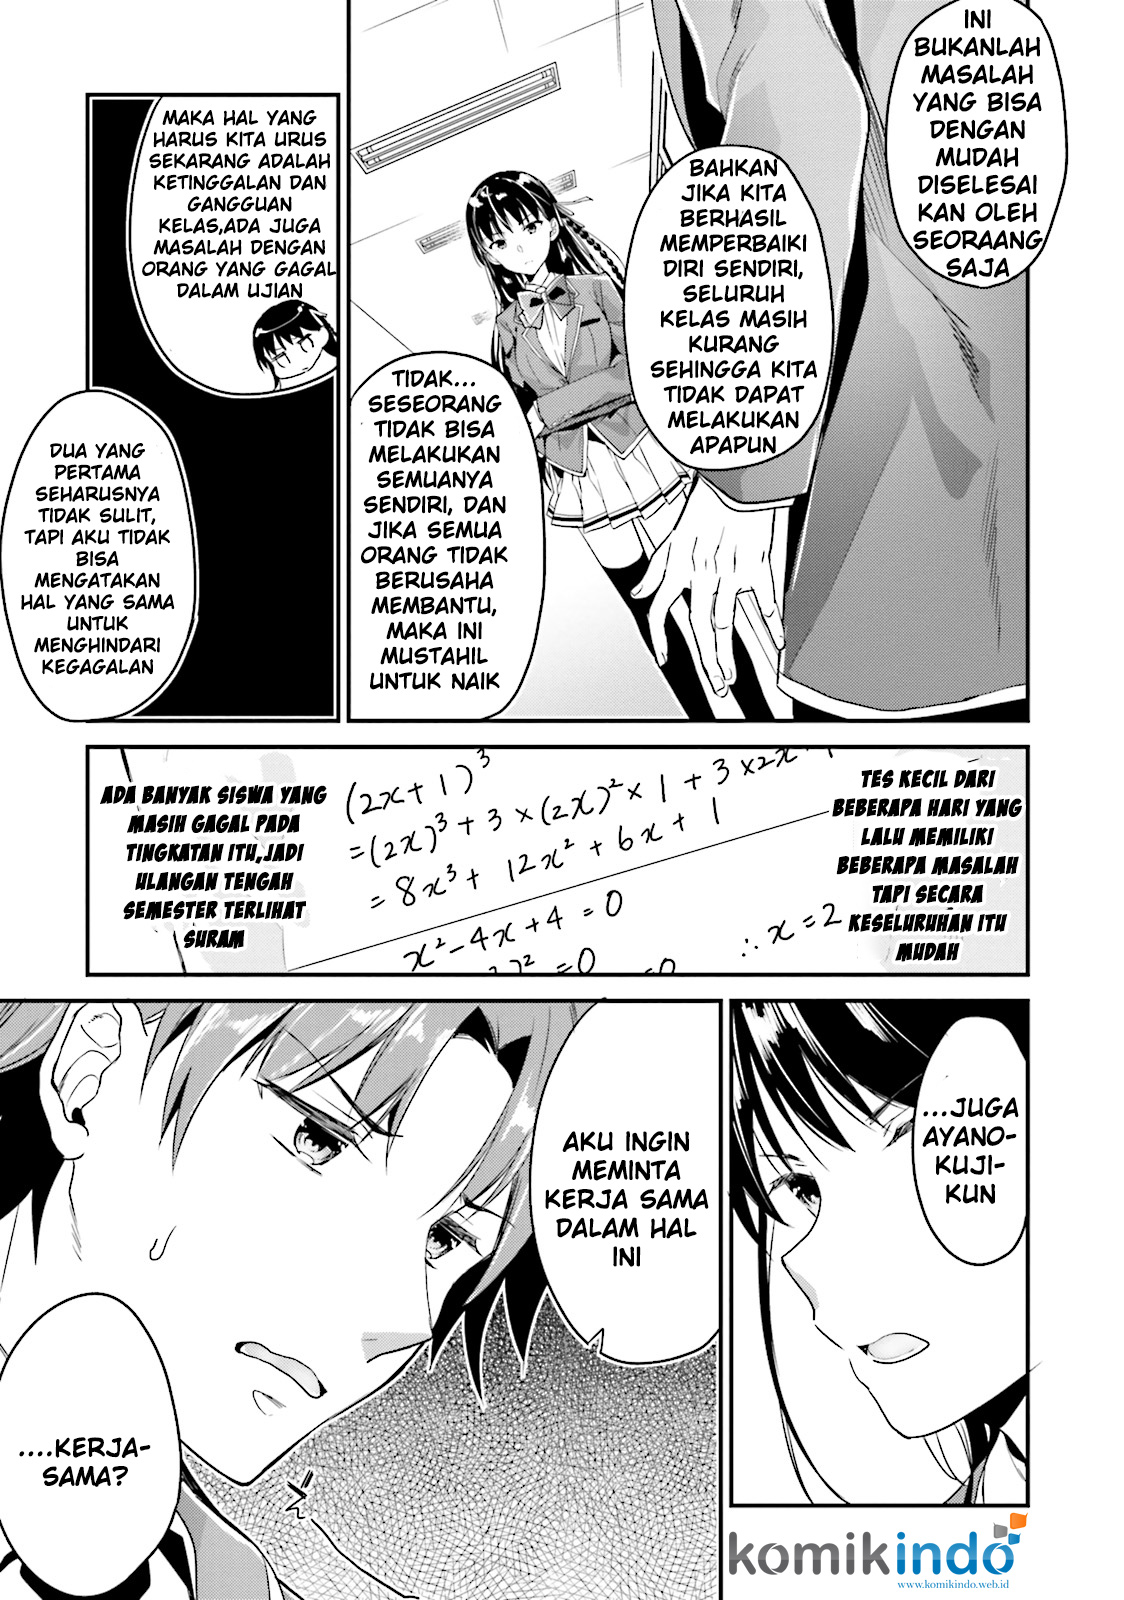 INI
BUKANLAH
MASALAH
YANG BISA
DENGAN
MUDAH
DISELESAI
KAN OLEH
SEORAANG
SAJA
BAHKAN
JIKA KITA
BERHASIL
MEMPERBAIKI
DIRI SENDIRI,
SELURUH
KELAS MASIH
KURANG
SEHINGGA KITA
TIDAK DAPAT
MELAKUKAN
APAPUN
TIDAK...
SESEORANG
TIDAK BISA
MELAKUKAN
SEMUANYA
SENDIRI, DAN
JIKA SEMUA
ORANG TIDAK
BERUSAHA
MEMBANTU,
MAKA INI
MUSTAHIL
UNTUK NAIK
MAKA HAL YANG
HARUS KITA URUS
SEKARANG ADALAH
KETINGGALAN DAN
GANGGUAN
KELAS,ADA JUGA
MASALAH DENGAN
ORANG YANG GAGAL
DALAM UJIAN
DUA YANG
PERTAMA
SEHARUSNYA
TIDAK SULIT,
TAPI AKU TIDAK
BISA
MENGATAKAN
HAL YANG SAMA
UNTUK
MENGHINDARI
KEGAGALAN
TES KECIL DARI
BEBERAPA HARI YANG
LALU MEMILIKI
BEBERAPA MASALAH
TAPI SECARA
KESELURUHAN ITU
MUDAH
(2x+1)³
=(2x)³+3×(2x)²×1+3×2x
=8x³+12x²+6x+1
x²-4x+4=0
)²=0
=0
∴x=2
ADA BANYAK SISWA YANG
MASIH GAGAL PADA
TINGKATAN ITU,JADI
ULANGAN TENGAH
SEMESTER TERLIHAT
SURAM
...JUGA
AYANO-
KUJI-
KUN
AKU INGIN
MEMINTA
KERJA SAMA
DALAM HAL
INI
....KERJA-
SAMA?
komikindo
www.komikindo.web.id